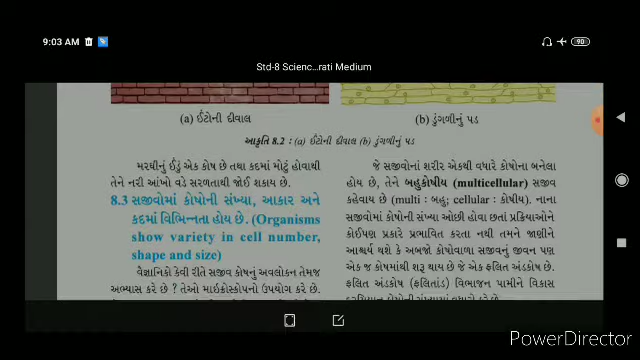 9:03 AM
90
Std-8 Scienc...rati Medium
(a) ઈંટોની દીવાલ
(b) ડુંગળીનું પડ
આકૃતિ 8.2 : (a) ઈંટોની દીવાલ (b) ડુંગળીનું પડ
મરઘીનું ઈંડું એક કોષ છે તથા કદમાં મોટું હોવાથી
તેને નરી આંખો વડે સરળતાથી જોઈ શકાય છે.
8.3 સજીવોમાં કોષોની સંખ્યા, આકાર અને
કદમાં વિભિન્નતા હોય છે. (Organisms
show variety in cell number,
shape and size)
વૈજ્ઞાનિકો કેવી રીતે સજીવ કોષનું અવલોકન તેમજ
અભ્યાસ કરે છે ? તેઓ માઇક્રોસ્કોપનો ઉપયોગ કરે છે.
જે સજીવોનાં શરીર એકથી વધારે કોષોના બનેલા
હોય છે, તેને બહુકોષીય (multicellular) સજીવ
કહેવાય છે (multi : બહુ; cellular : કોષીય). નાના
સજીવોમાં કોષોની સંખ્યા ઓછી હોવા છતાં પ્રક્રિયાઓને
કોઈપણ પ્રકારે પ્રભાવિત કરતા નથી તમને જાણીને
આશ્ચર્ય થશે કે અબજો કોષોવાળા સજીવનું જીવન પણ
એક જ કોષમાંથી શરૂ થાય છે જે એક ફલિત અંડકોષ છે.
ફલિત અંડકોષ (ફલિતાંડ) વિભાજન પામીને વિકાસ
PowerDirector